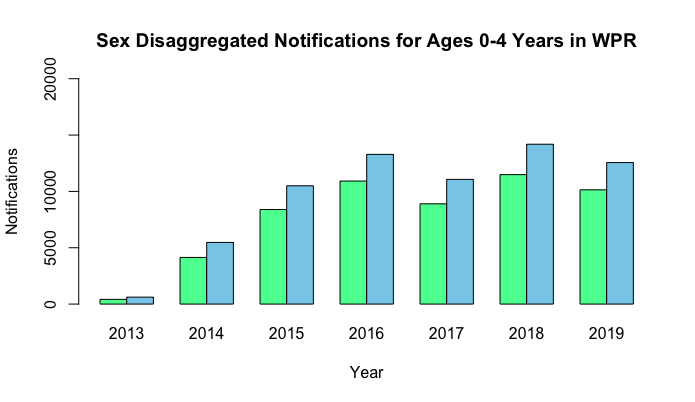 Sex Disaggregated Notifications for Ages 0-4 Years in WPR
Notifications
20000
10000
5000
0
2013 2014 2015 2016 2017 2018 2019
Year